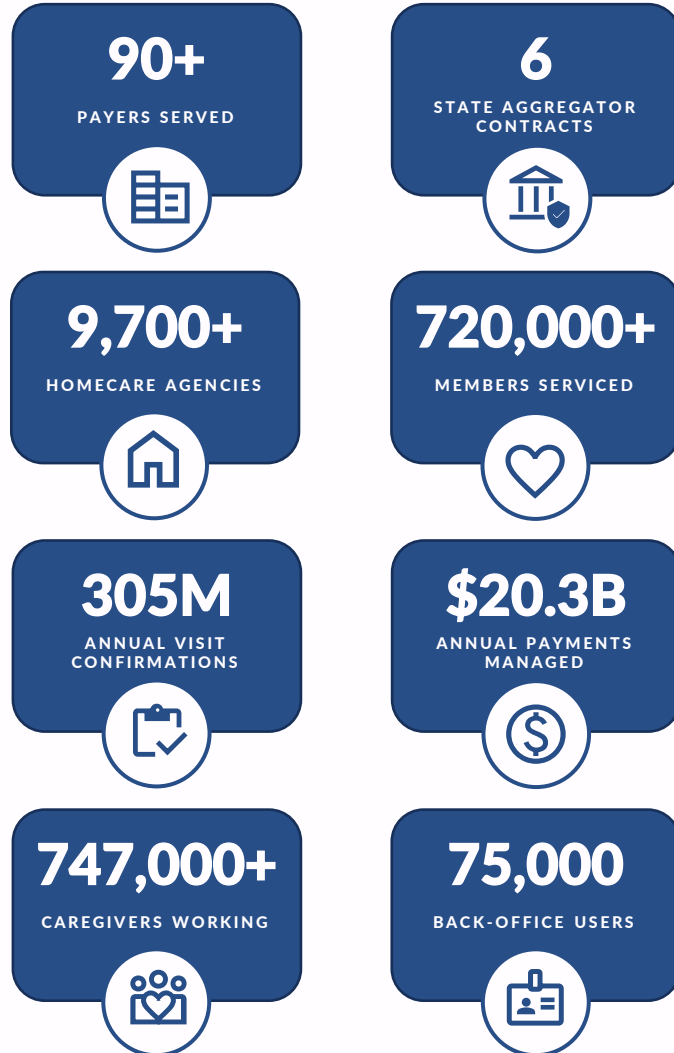 90+
PAYERS SERVED
6
STATE AGGREGATOR
CONTRACTS
9,700+
HOMECARE AGENCIES
720,000+
MEMBERS SERVICED
305M
ANNUAL VISIT
CONFIRMATIONS
$20.3B
ANNUAL PAYMENTS
MANAGED
747,000+
CAREGIVERS WORKING
75,000
BACK-OFFICE USERS